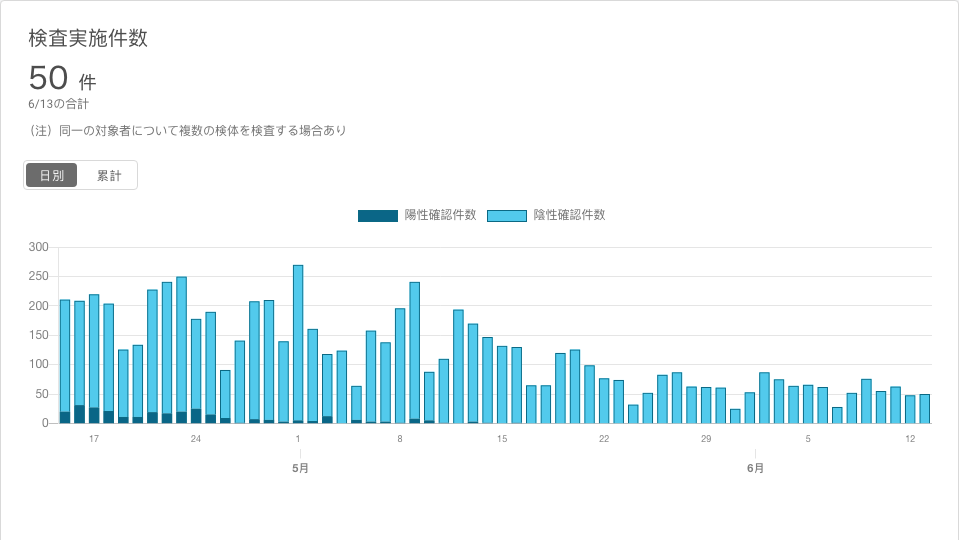 検査実施件数
50 件
6/13の合計
（注）同一の対象者について複数の検体を検査する場合あり
日別 累計
陽性確認件数 陰性確認件数
300
250
200
150
100
50
0
17 24 1 8 15 22 29 5 12
5月 6月